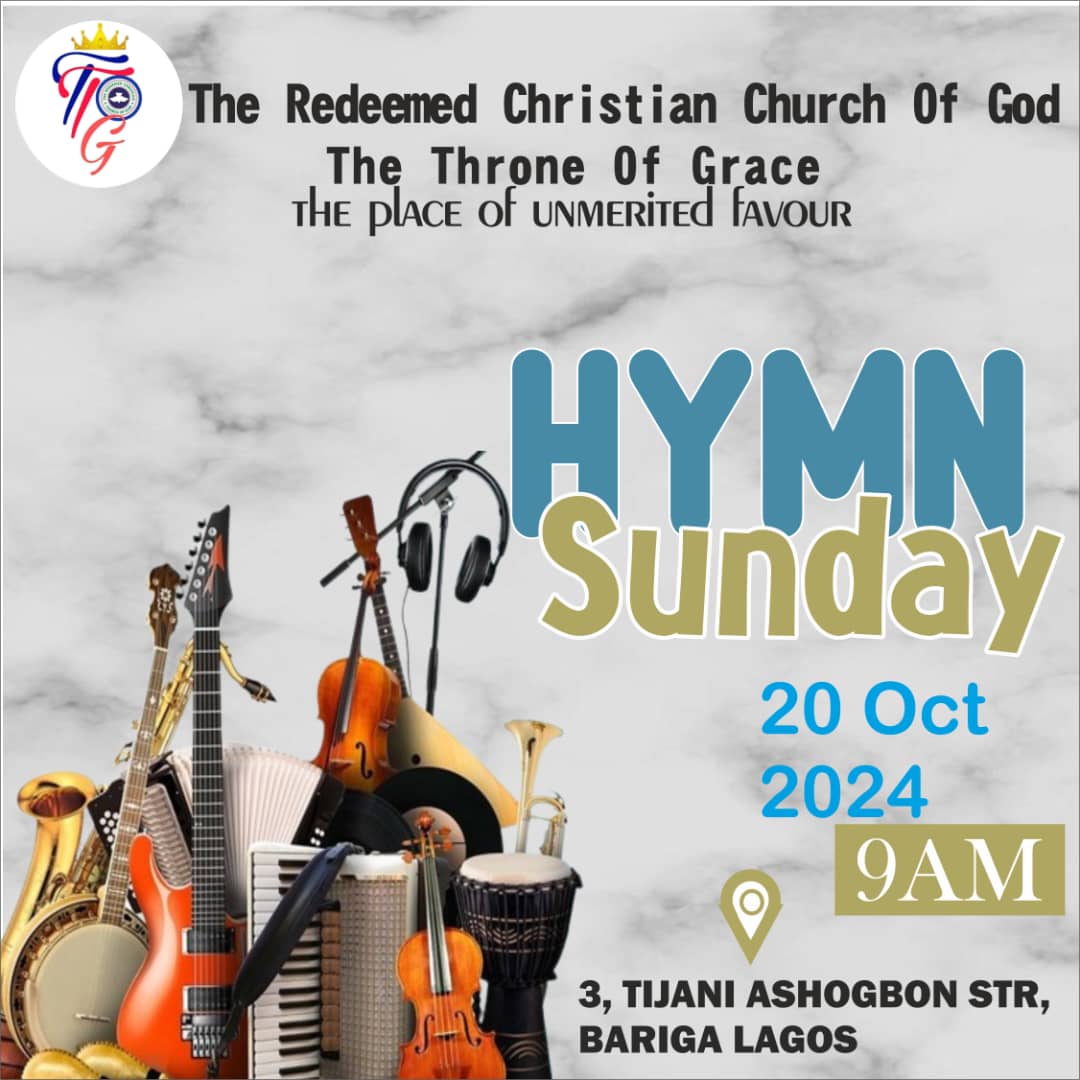 TTOG
The Redeemed Christian Church Of God
The Throne Of Grace
THE PLACE OF UNMERITED FAVOUR
HYMN
Sunday
20 Oct
2024
9AM
3, TIJANI ASHOGBON STR,
BARIGA LAGOS